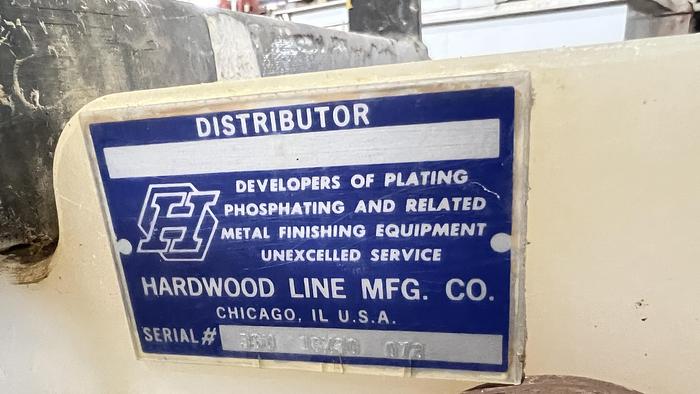 DISTRIBUTOR
H
DEVELOPERS OF PLATING
PHOSPHATING AND RELATED
METAL FINISHING EQUIPMENT
UNEXCELLED SERVICE
HARDWOOD LINE MFG. CO.
CHICAGO, IL U.S.A.
SERIAL#